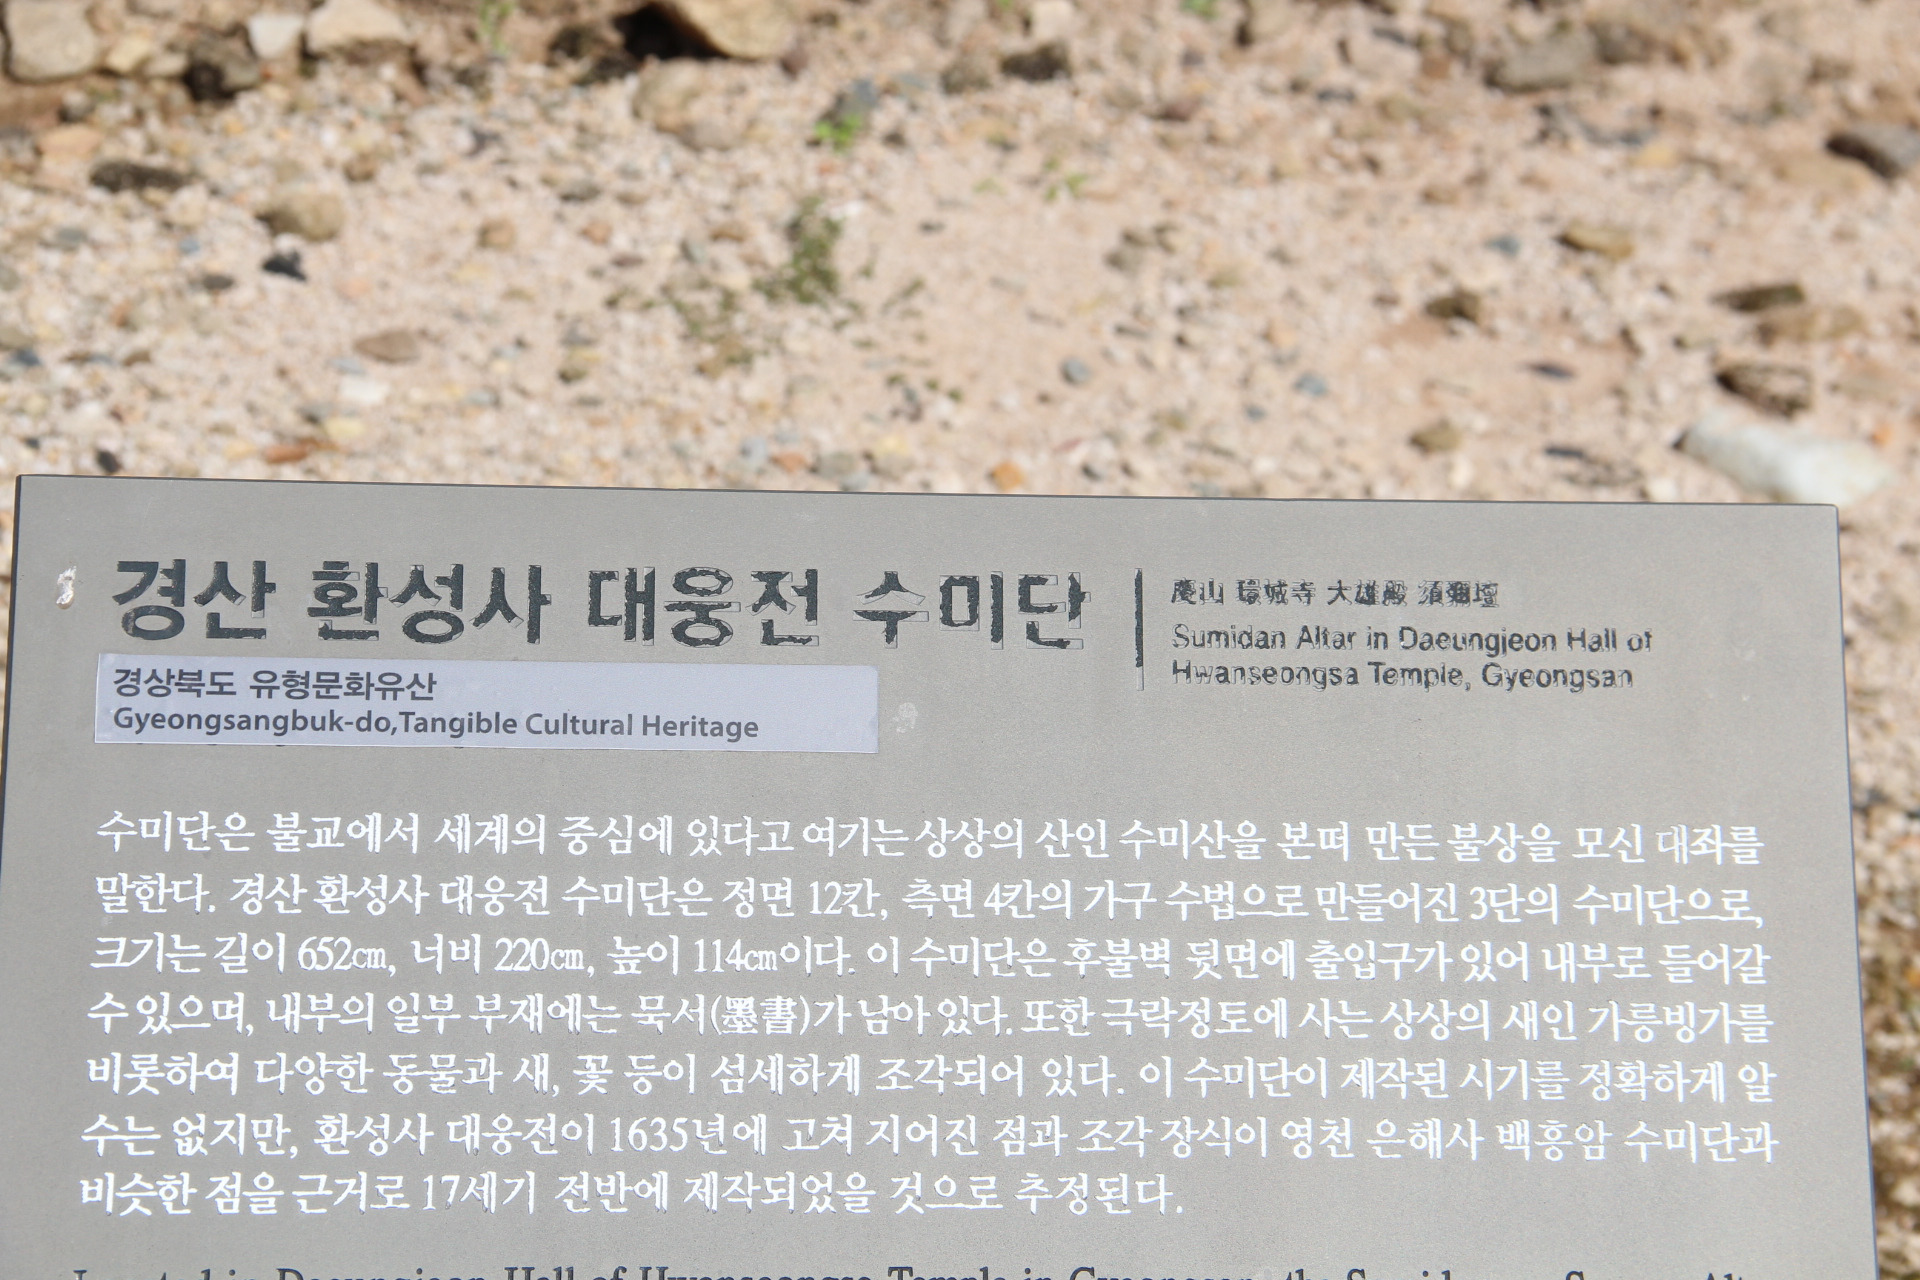 경산 환성사 대웅전 수미단
慶山 環城寺 大雄殿 須彌壇
Sumidan Altar in Daeungjeon Hall of
Hwanseongsa Temple, Gyeongsan
경상북도 유형문화유산
Gyeongsangbuk-do,Tangible Cultural Heritage
수미단은 불교에서 세계의 중심에 있다고 여기는 상상의 산인 수미산을 본떠 만든 불상을 모신 대좌를
말한다. 경산 환성사 대웅전 수미단은 정면 12칸, 측면 4칸의 가구 수법으로 만들어진 3단의 수미단으로,
크기는 길이 652㎝, 너비 220㎝, 높이 114㎝이다. 이 수미단은 후불벽 뒷면에 출입구가 있어 내부로 들어갈
수 있으며, 내부의 일부 부재에는 묵서(墨書)가 남아 있다. 또한 극락정토에 사는 상상의 새인 가릉빙가를
비롯하여 다양한 동물과 새, 꽃 등이 섬세하게 조각되어 있다. 이 수미단이 제작된 시기를 정확하게 알
수는 없지만, 환성사 대웅전이 1635년에 고쳐 지어진 점과 조각 장식이 영천 은해사 백흥암 수미단과
비슷한 점을 근거로 17세기 전반에 제작되었을 것으로 추정된다.
Located in Daeungjeon Hall of Hwanseongsa Temple in Gyeongsan, the